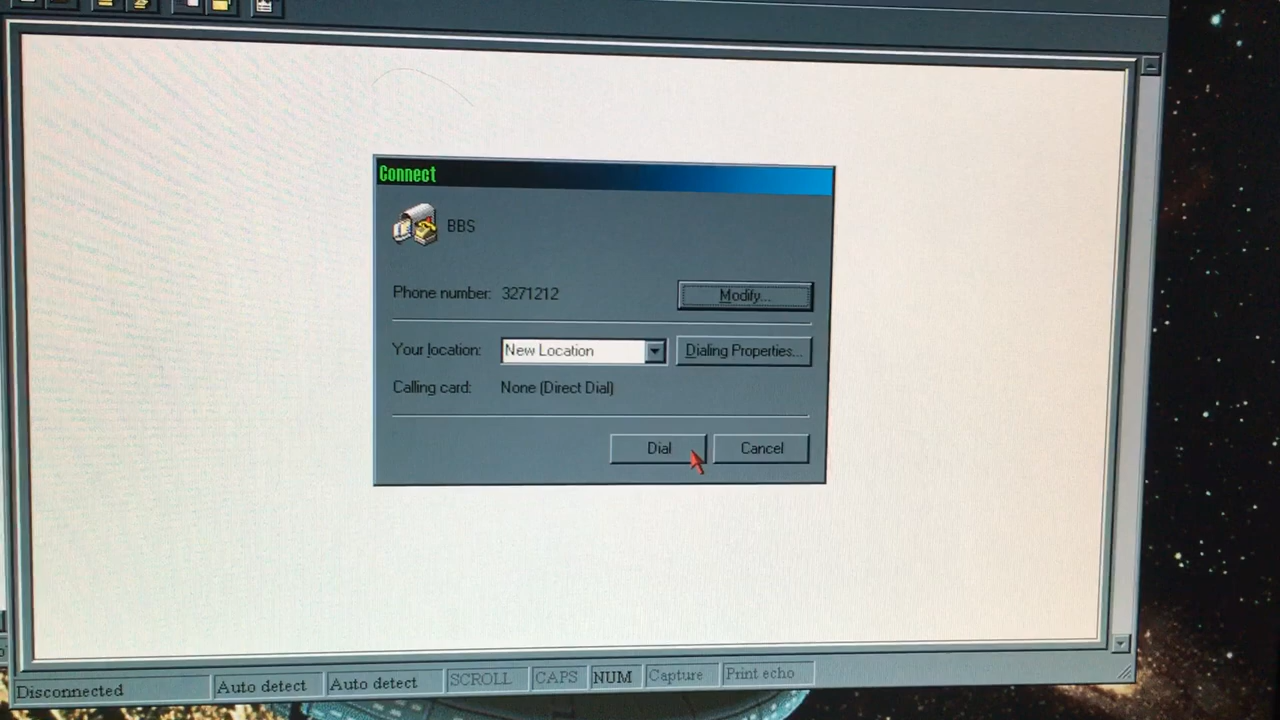 Connect
BBS
Phone number: 3271212
Modify...
Your location: New Location
Dialing Properties...
Calling card: None (Direct Dial)
Dial
Cancel
Disconnected
Auto detect
Auto detect
SCROLL
CAPS
NUM
Capture
Print echo